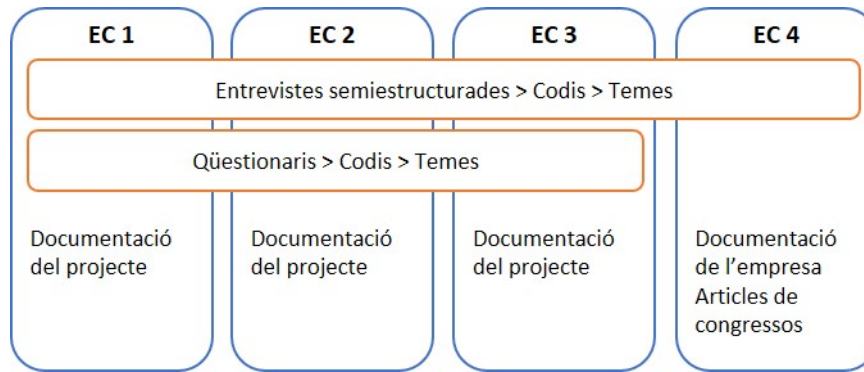 EC 1
EC 2
EC 3
EC 4
Entrevistes semiestructurades > Codis > Temes
Qüestionaris > Codis > Temes
Documentació
del projecte
Documentació
del projecte
Documentació
del projecte
Documentació
de l'empresa
Articles de
congressos